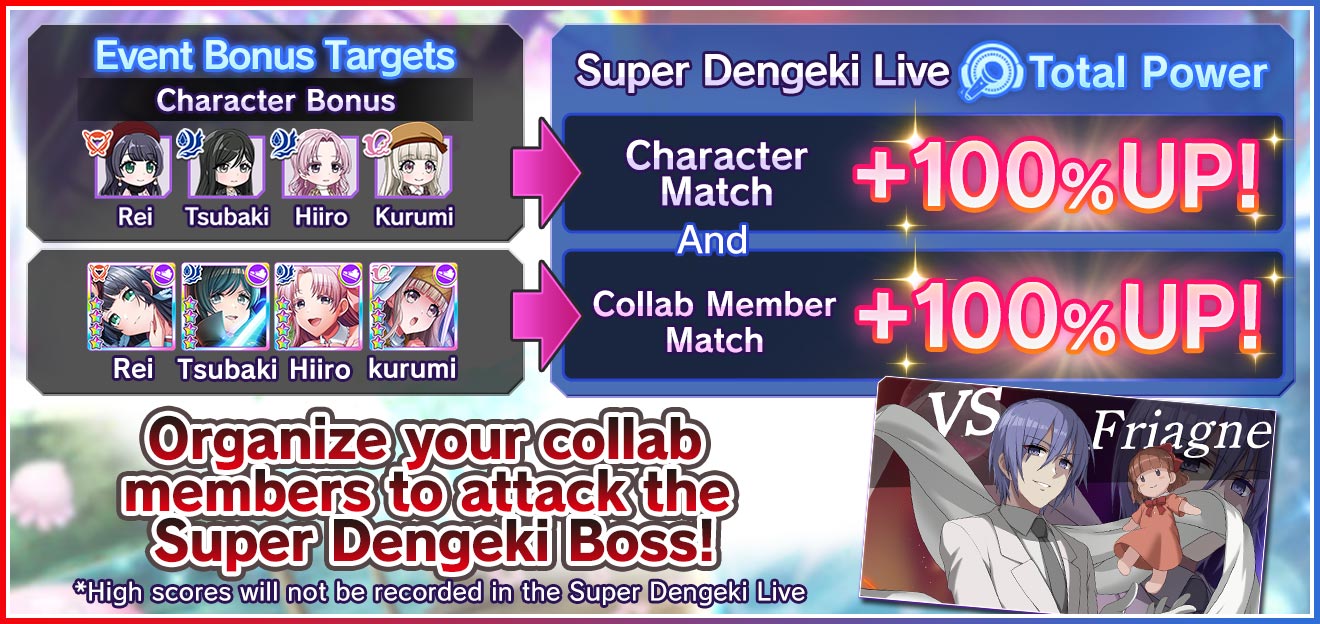 Event Bonus Targets
Character Bonus
Rei Tsubaki Hiiro Kurumi
Rei Tsubaki Hiiro kurumi
Super Dengeki Live Total Power
Character
Match
+100%UP!
And
Collab Member
Match
+100%UP!
Organize your collab
members to attack the
Super Dengeki Boss!
*High scores will not be recorded in the Super Dengeki Live
VS Friagne